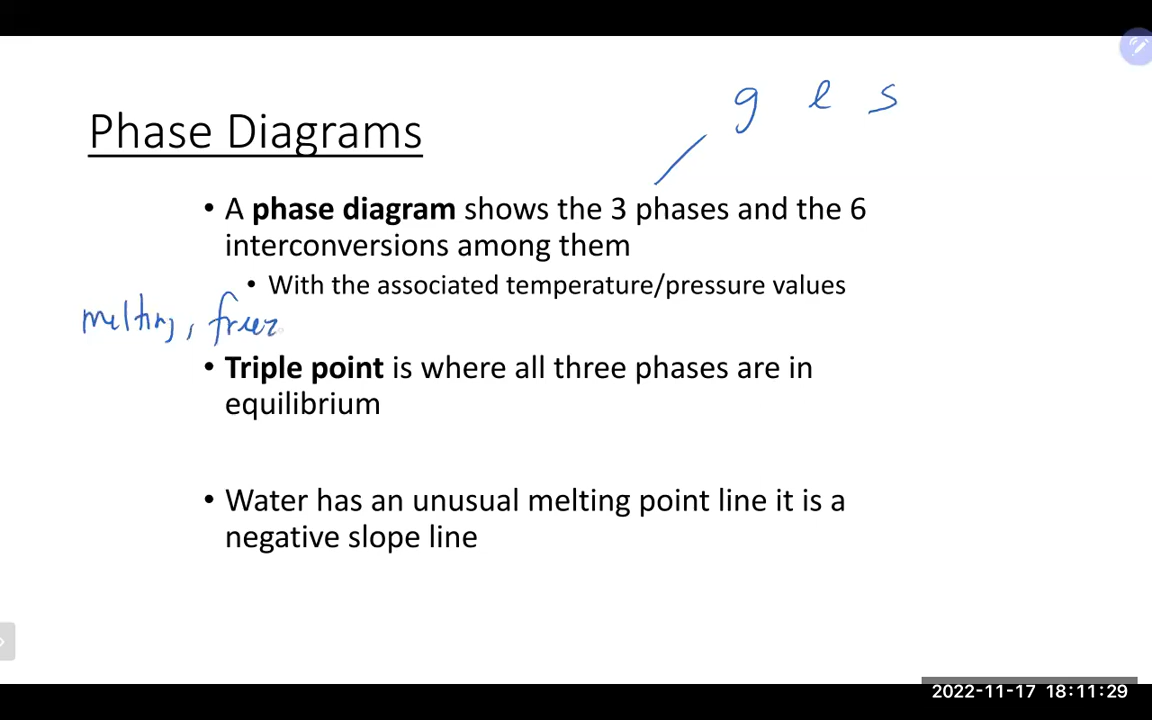 g l s
Phase Diagrams
• A phase diagram shows the 3 phases and the 6
interconversions among them
• With the associated temperature/pressure values
melting, freez
• Triple point is where all three phases are in
equilibrium
• Water has an unusual melting point line it is a
negative slope line
2022-11-17 18:11:29